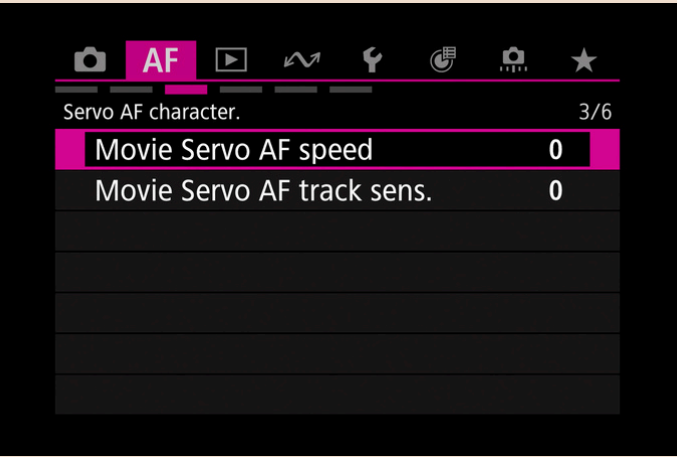 AF
Servo AF character. 3/6
Movie Servo AF speed 0
Movie Servo AF track sens. 0